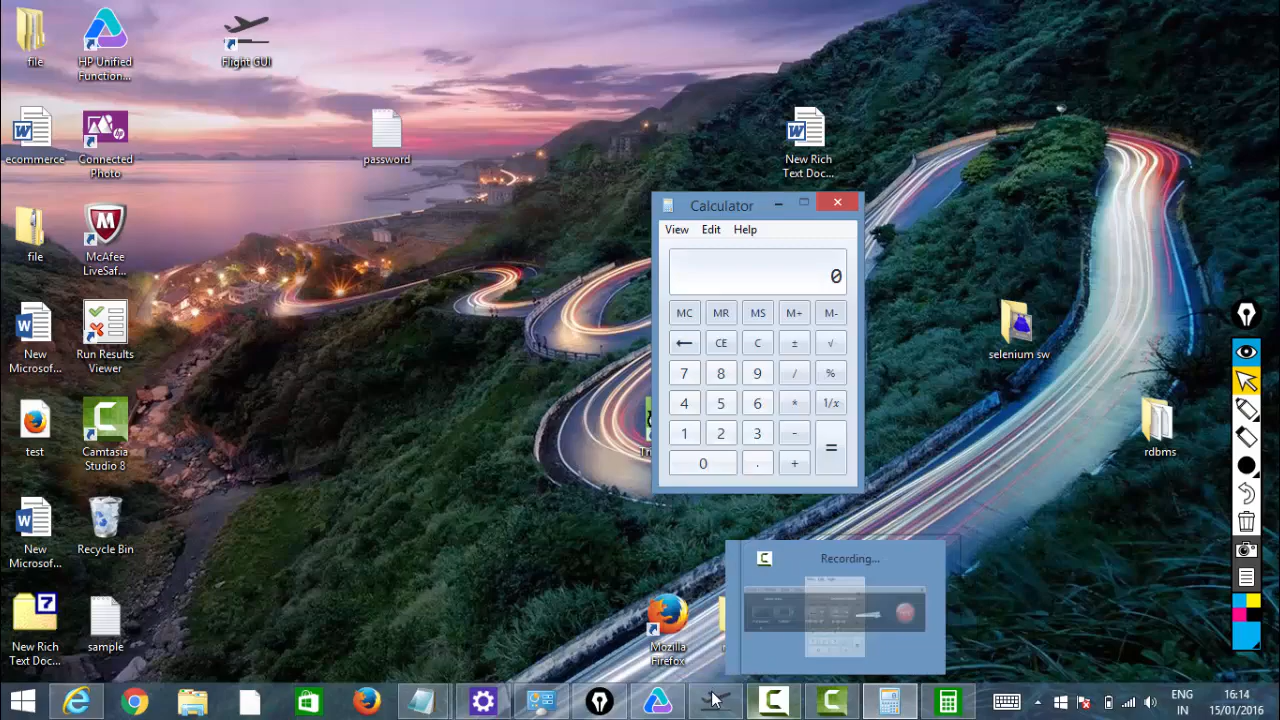 file
HP Unified
Function...
Flight GUI
ecommerce
Connected
Photo
password
New Rich
Text Doc...
file
McAfee
LiveSaf...
Calculator
View Edit Help
0
MC MR MS M+ M-
← CE C ± √
7 8 9 / %
4 5 6 * 1/x
1 2 3 -
0 . + =
New
Microsof...
Run Results
Viewer
selenium sw
test
Camtasia
Studio 8
rdbms
New
Microsof...
Recycle Bin
Recording...
New Rich
Text Doc...
sample
Mozilla
Firefox
ENG
IN
16:14
15/01/2016